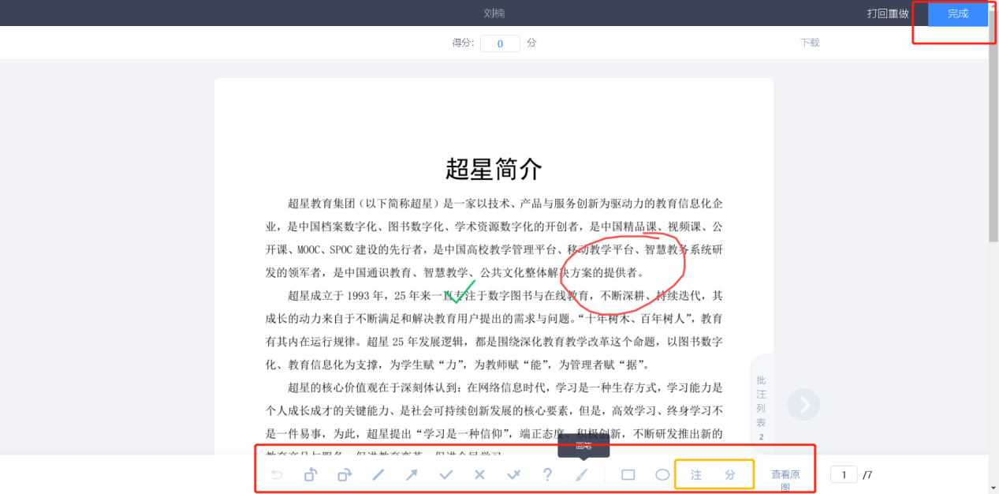 刘楠
打回重做
完成
得分：
0
分
下载
超星简介
超星教育集团（以下简称超星）是一家以技术、产品与服务创新为驱动力的教育信息化企
业，是中国档案数字化、图书数字化、学术资源数字化的开创者，是中国精品课、视频课、公
开课、MOOC、SPOC 建设的先行者，是中国高校教学管理平台、移动教学平台、智慧教务系统研
发的领军者，是中国通识教育、智慧教学、公共文化整体解决方案的提供者。
超星成立于 1993 年，25 年来一直专注于数字图书与在线教育，不断深耕、持续迭代，其
成长的动力来自于不断满足和解决教育用户提出的需求与问题。“十年树木、百年树人”，教育
有其内在运行规律。超星 25 年发展逻辑，都是围绕深化教育教学改革这个命题，以图书数字
化、教育信息化为支撑，为学生赋“力”，为教师赋“能”，为管理者赋“据”。
超星的核心价值观在于深刻体认到：在网络信息时代，学习是一种生存方式，学习能力是
个人成长成才的关键能力、是社会可持续创新发展的核心要素，但是，高效学习、终身学习不
是一件易事，为此，超星提出“学习是一种信仰”，端正态度、积极创新，不断研发推出新的
批
注
列
表
2
画笔
注
分
查看原
图
1
/7